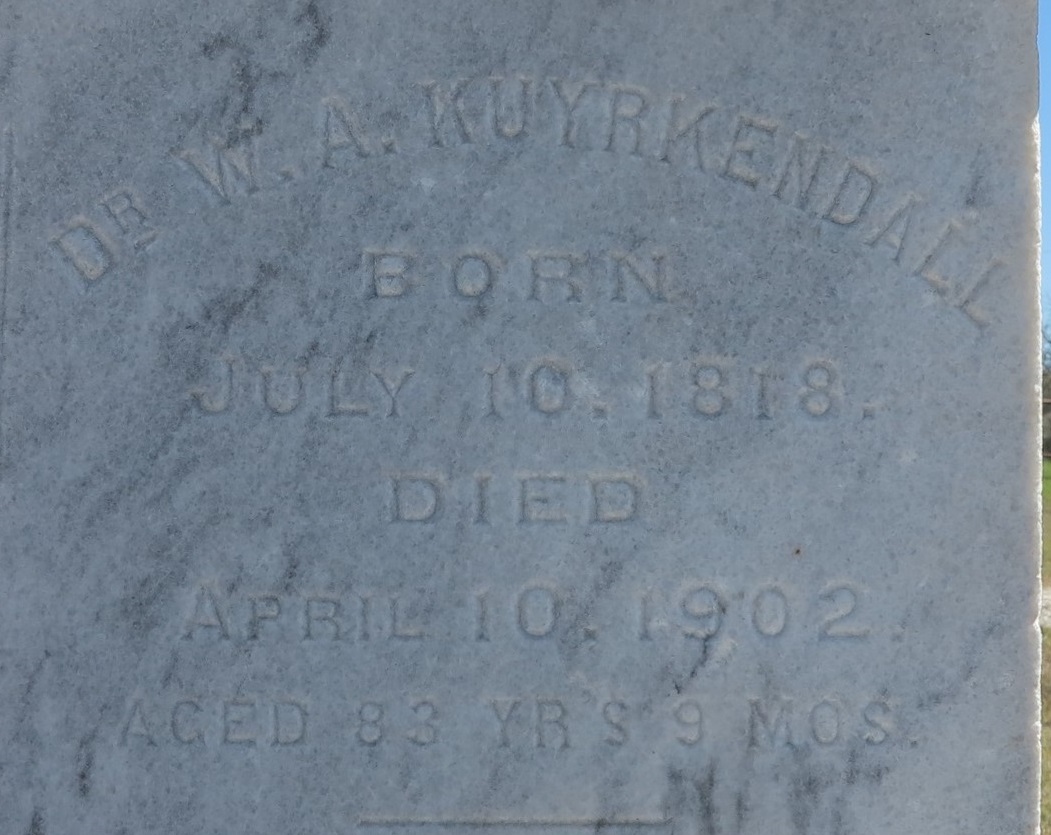 DR W. A. KUYRKENDALL
BORN
JULY 10. 1818.
DIED
APRIL 10. 1902.
AGED 83 YR'S 9 MOS.